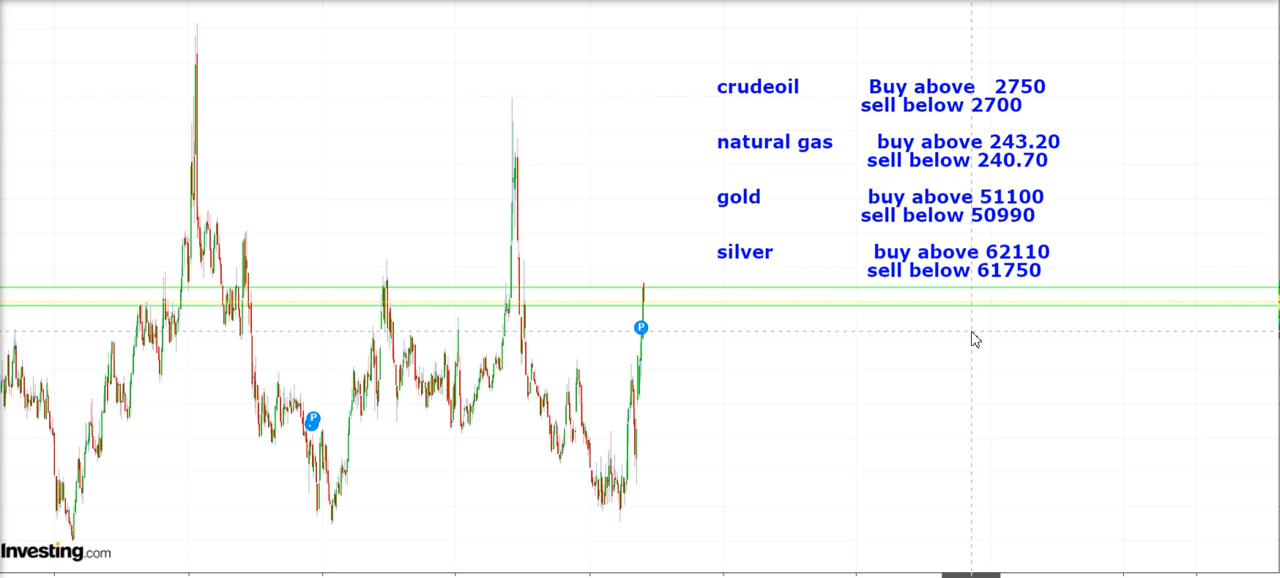 crudeoil Buy above 2750
sell below 2700
natural gas buy above 243.20
sell below 240.70
gold buy above 51100
sell below 50990
silver buy above 62110
sell below 61750
P
P
Investing.com